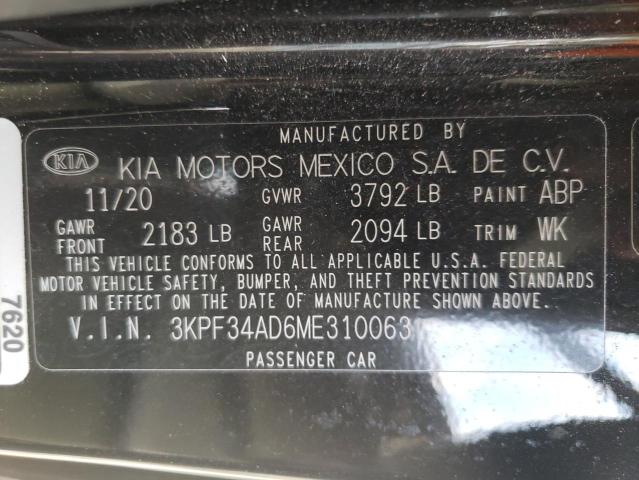 MANUFACTURED BY
KIA KIA MOTORS MEXICO S.A. DE C.V.
11/20 GVWR 3792 LB PAINT ABP
GAWR FRONT 2183 LB GAWR REAR 2094 LB TRIM WK
THIS VEHICLE CONFORMS TO ALL APPLICABLE U.S.A. FEDERAL
MOTOR VEHICLE SAFETY, BUMPER, AND THEFT PREVENTION STANDARDS
IN EFFECT ON THE DATE OF MANUFACTURE SHOWN ABOVE.
V.I.N. 3KPF34AD6ME310063
PASSENGER CAR
7620